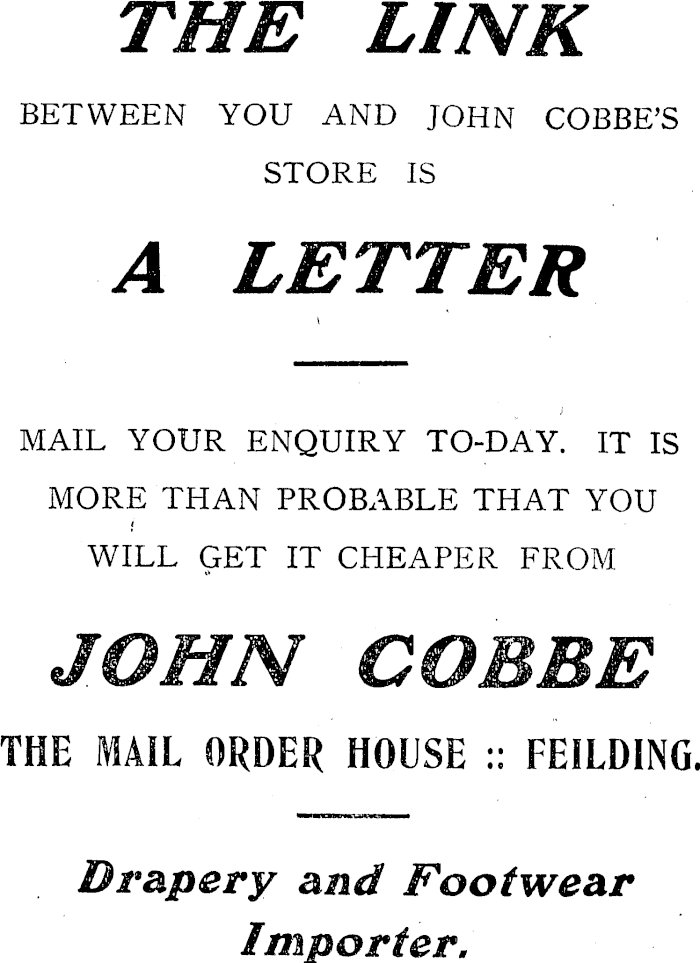 THE LINK
BETWEEN YOU AND JOHN COBBE'S
STORE IS
A LETTER
MAIL YOUR ENQUIRY TO-DAY. IT IS
MORE THAN PROBABLE THAT YOU
WILL GET IT CHEAPER FROM
JOHN COBBE
THE MAIL ORDER HOUSE :: FEILDING.
Drapery and Footwear
Importer.